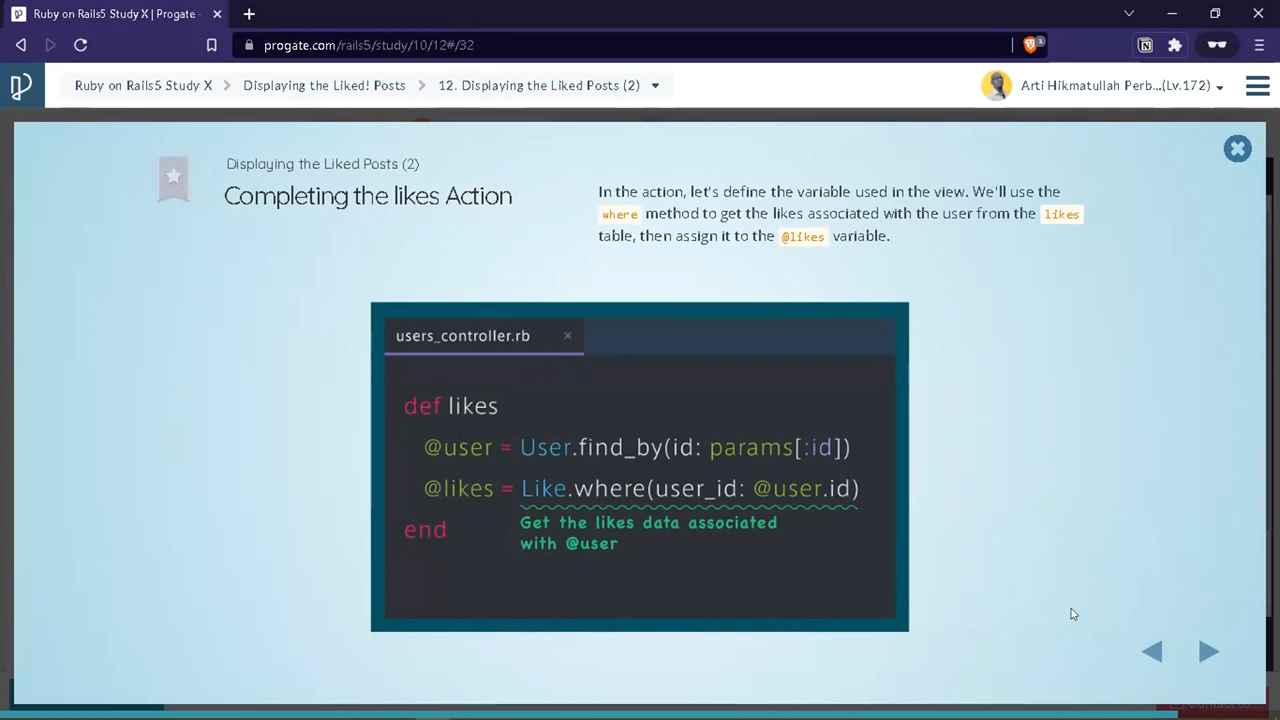 Ruby on Rails5 Study X | Progate -
progate.com/rails5/study/10/12#/32
3
Ruby on Rails5 Study X
Displaying the Liked! Posts
12. Displaying the Liked Posts (2)
Arti Hikmatullah Perb...(Lv.172)
Displaying the Liked Posts (2)
Completing the likes Action
In the action, let's define the variable used in the view. We'll use the
where method to get the likes associated with the user from the likes
table, then assign it to the @likes variable.
users_controller.rb
def likes
@user = User.find_by(id: params[:id])
@likes = Like.where(user_id: @user.id)
Get the likes data associated
with @user
end
Contact us